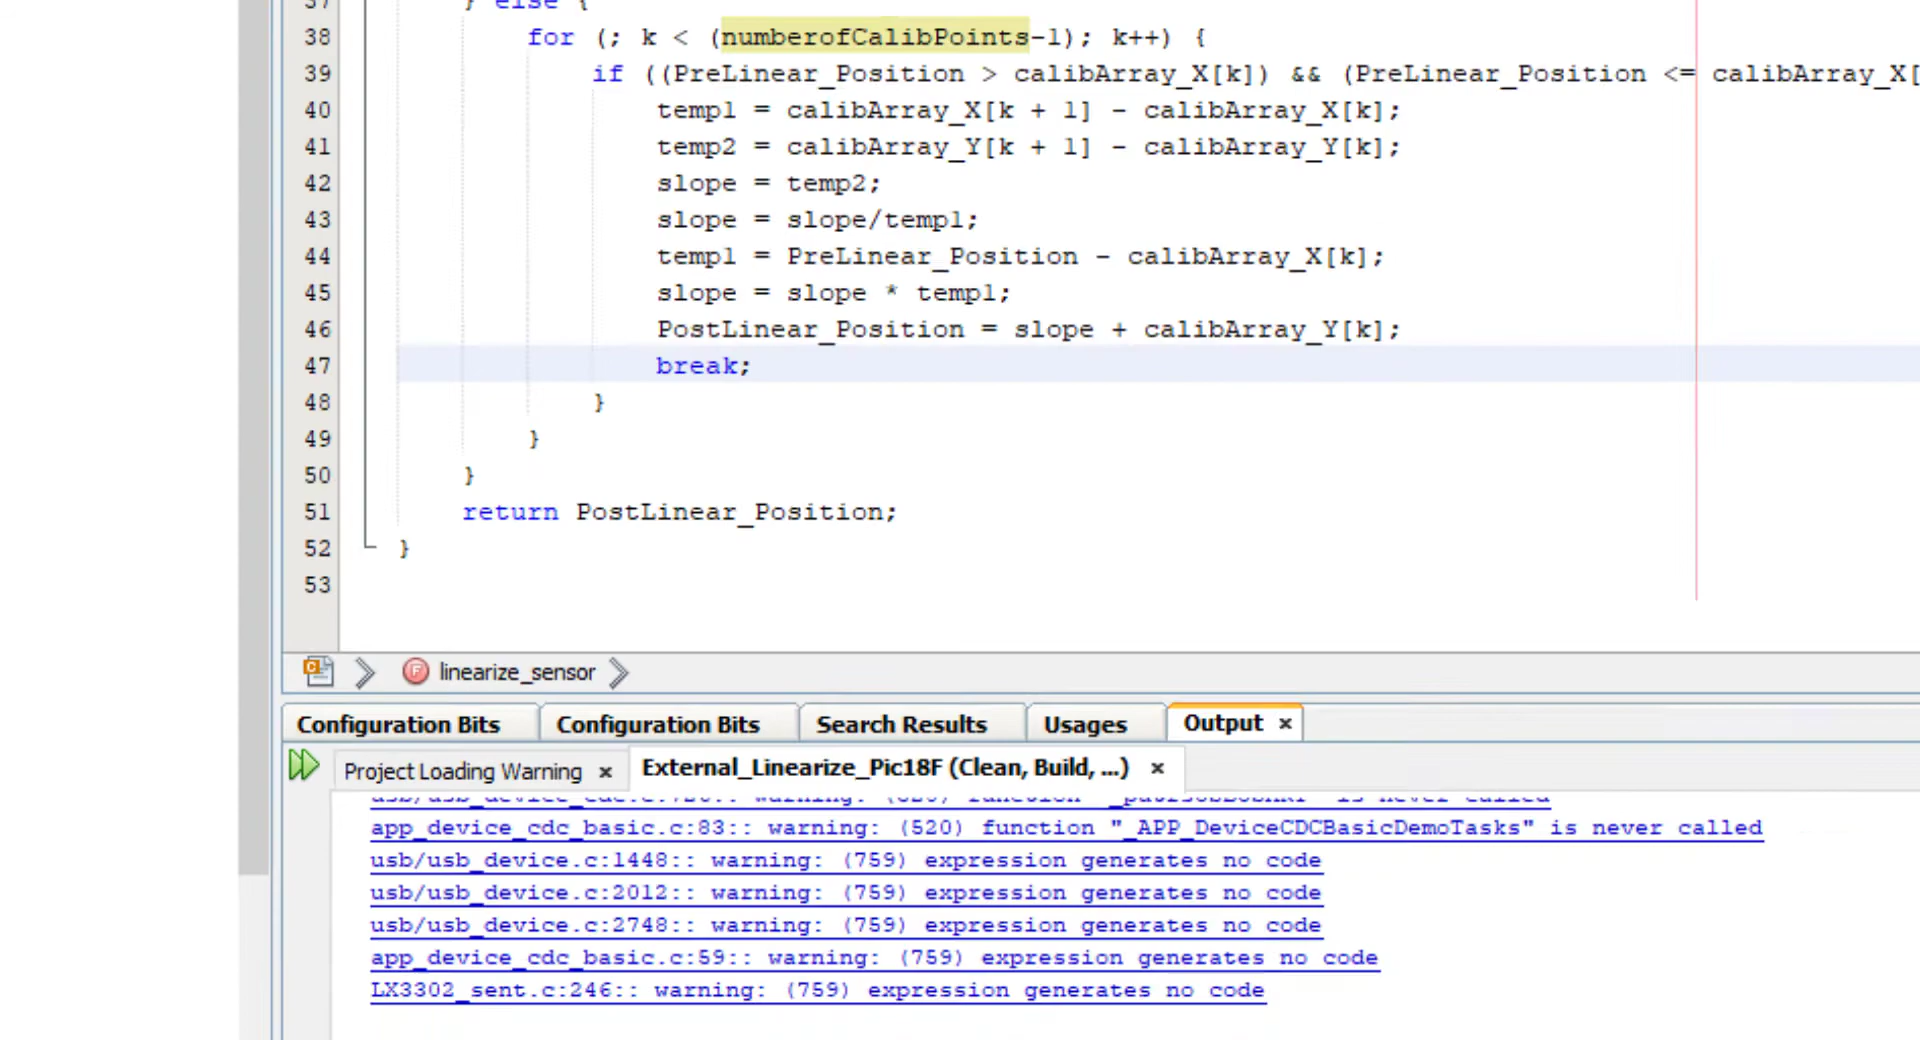 37 } else {
38 for (; k < (numberofCalibPoints-1); k++) {
39 if ((PreLinear_Position > calibArray_X[k]) && (PreLinear_Position <= calibArray_X[
40 temp1 = calibArray_X[k + 1] - calibArray_X[k];
41 temp2 = calibArray_Y[k + 1] - calibArray_Y[k];
42 slope = temp2;
43 slope = slope/temp1;
44 temp1 = PreLinear_Position - calibArray_X[k];
45 slope = slope * temp1;
46 PostLinear_Position = slope + calibArray_Y[k];
47 break;
48 }
49 }
50 }
51 return PostLinear_Position;
52 }
53
linearize_sensor
Configuration Bits Configuration Bits Search Results Usages Output ×
Project Loading Warning × External_Linearize_Pic18F (Clean, Build, ...) ×
is never called
app_device_cdc_basic.c:83:: warning: (520) function "_APP_DeviceCDCBasicDemoTasks" is never called
usb/usb_device.c:1448:: warning: (759) expression generates no code
usb/usb_device.c:2012:: warning: (759) expression generates no code
usb/usb_device.c:2748:: warning: (759) expression generates no code
app_device_cdc_basic.c:59:: warning: (759) expression generates no code
LX3302_sent.c:246:: warning: (759) expression generates no code